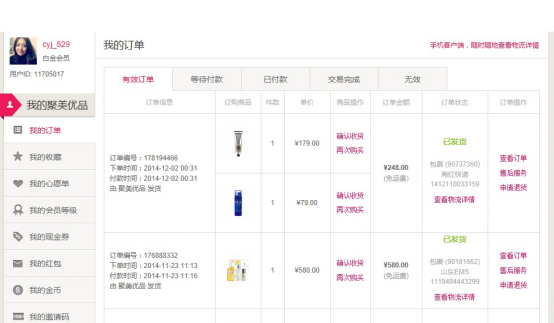 cyj_829
白金会员
用户ID: 11705017
我的订单
手机客户端，随时随地查看物流详情
有效订单
等待付款
已付款
交易完成
无效
订单信息
订购商品
件数
单价
商品操作
订单金额
订单状态
订单操作
我的聚美优品
我的订单
我的收藏
我的心愿单
我的会员等级
我的现金券
我的红包
我的金币
我的邀请码
订单编号：178194466
下单时间：2014-12-02 00:31
付款时间：2014-12-02 00:31
由 聚美优品 发货
1
¥179.00
确认收货
再次购买
1
¥79.00
确认收货
再次购买
¥248.00
(免运费)
已发货
包裹 (90737360)
海红快递
1412110033159
查看物流详情
查看订单
售后服务
申请退货
订单编号：176888332
下单时间：2014-11-23 11:13
付款时间：2014-11-23 11:16
由 聚美优品 发货
1
¥580.00
确认收货
再次购买
¥580.00
(免运费)
已发货
包裹 (90181662)
山东EMS
1119494443299
查看物流详情
查看订单
售后服务
申请退货